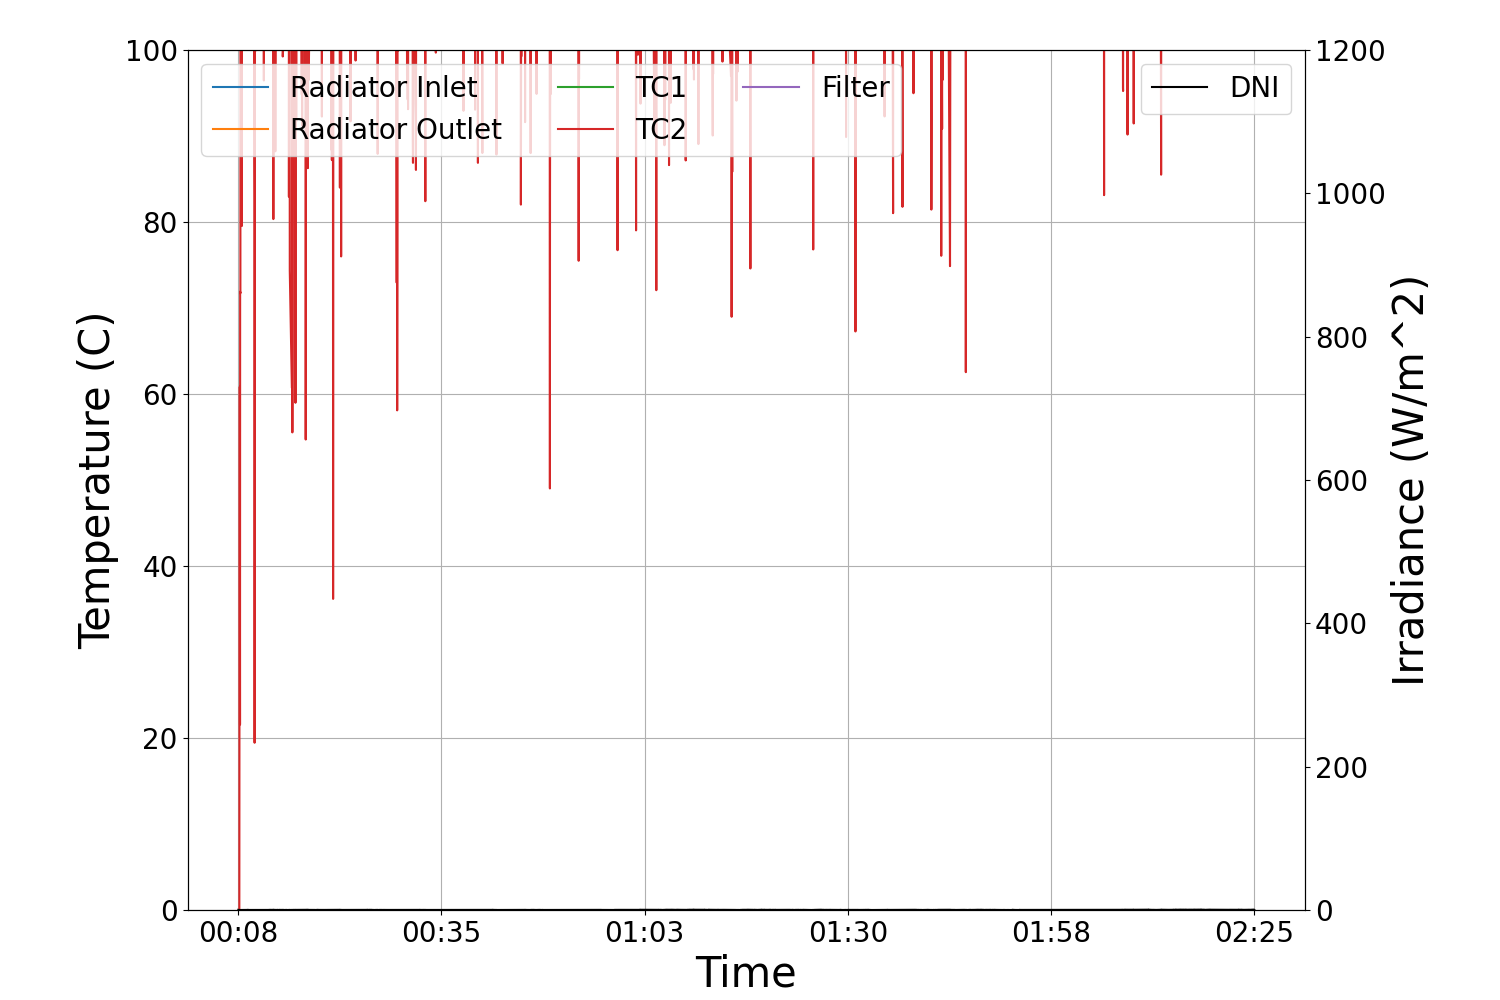 100
80
60
40
20
0
Temperature (C)
Radiator Inlet
Radiator Outlet
TC1
TC2
Filter
DNI
1200
1000
800
600
400
200
0
Irradiance (W/m^2)
00:08 00:35 01:03 01:30 01:58 02:25
Time